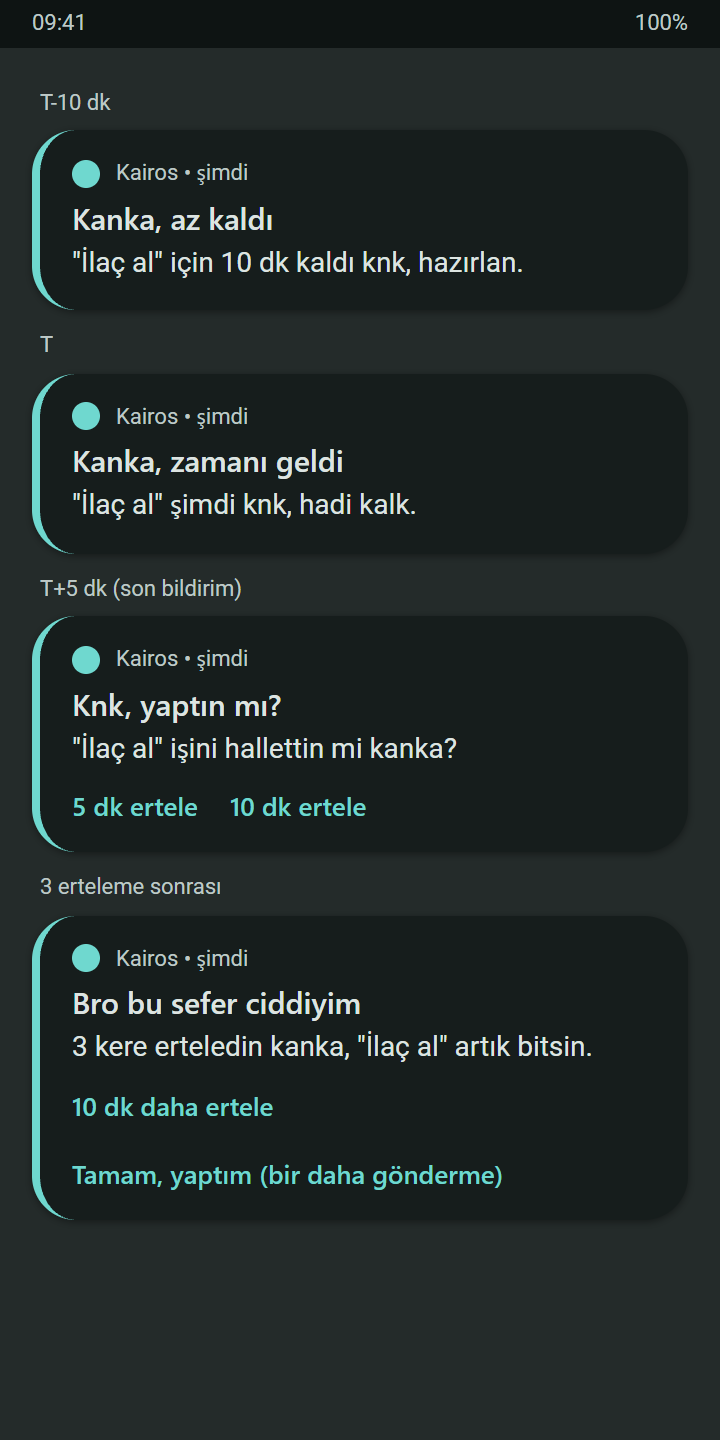 09:41 100%
T-10 dk
Kairos • şimdi
Kanka, az kaldı
"İlaç al" için 10 dk kaldı knk, hazırlan.
T
Kairos • şimdi
Kanka, zamanı geldi
"İlaç al" şimdi knk, hadi kalk.
T+5 dk (son bildirim)
Kairos • şimdi
Knk, yaptın mı?
"İlaç al" işini hallettin mi kanka?
5 dk ertele 10 dk ertele
3 erteleme sonrası
Kairos • şimdi
Bro bu sefer ciddiyim
3 kere erteledin kanka, "İlaç al" artık bitsin.
10 dk daha ertele
Tamam, yaptım (bir daha gönderme)